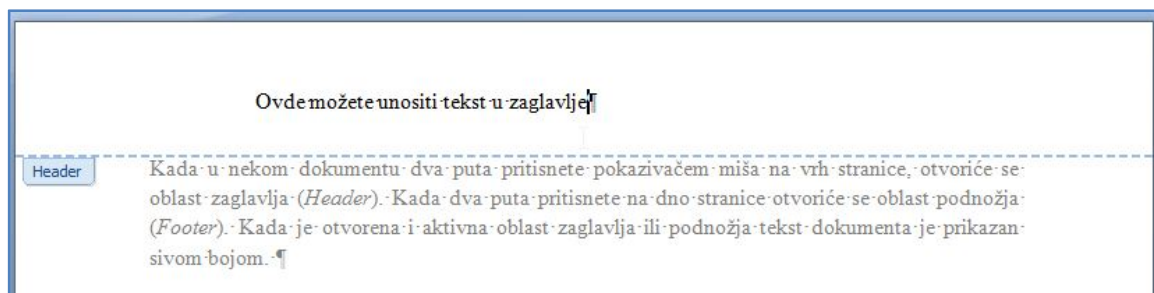 Ovde možete unositi tekst u zaglavlje¶
Header
Kada u nekom dokumentu dva puta pritisnete pokazivačem miša na vrh stranice, otvoriće se
oblast zaglavlja (Header). Kada dva puta pritisnete na dno stranice otvoriće se oblast podnožja
(Footer). Kada je otvorena i aktivna oblast zaglavlja ili podnožja tekst dokumenta je prikazan
sivom bojom. ¶